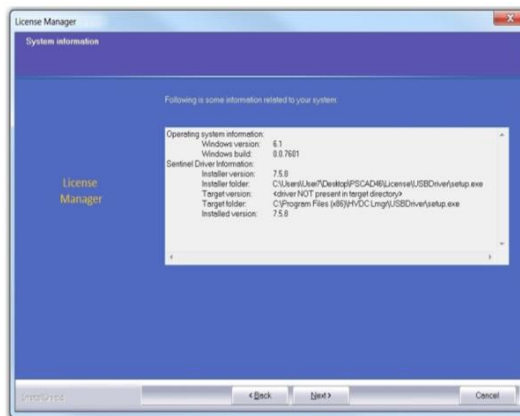 License Manager
System information
Following is some information related to your system:
Operating system information:
Windows version: 6.1
Windows build: 0.0.7601
Sentinel Driver Information:
Installer version: 7.5.8
Installer folder: C:\Users\User7\Desktop\PSCAD46\License\USBDriver\setup.exe
Target version: <driver NOT present in target directory>
Target folder: C:\Program Files (x86)\HVDC Lmgr\USBDriver\setup.exe
Installed version: 7.5.8
License
Manager
InstallShield
< Back
Next >
Cancel